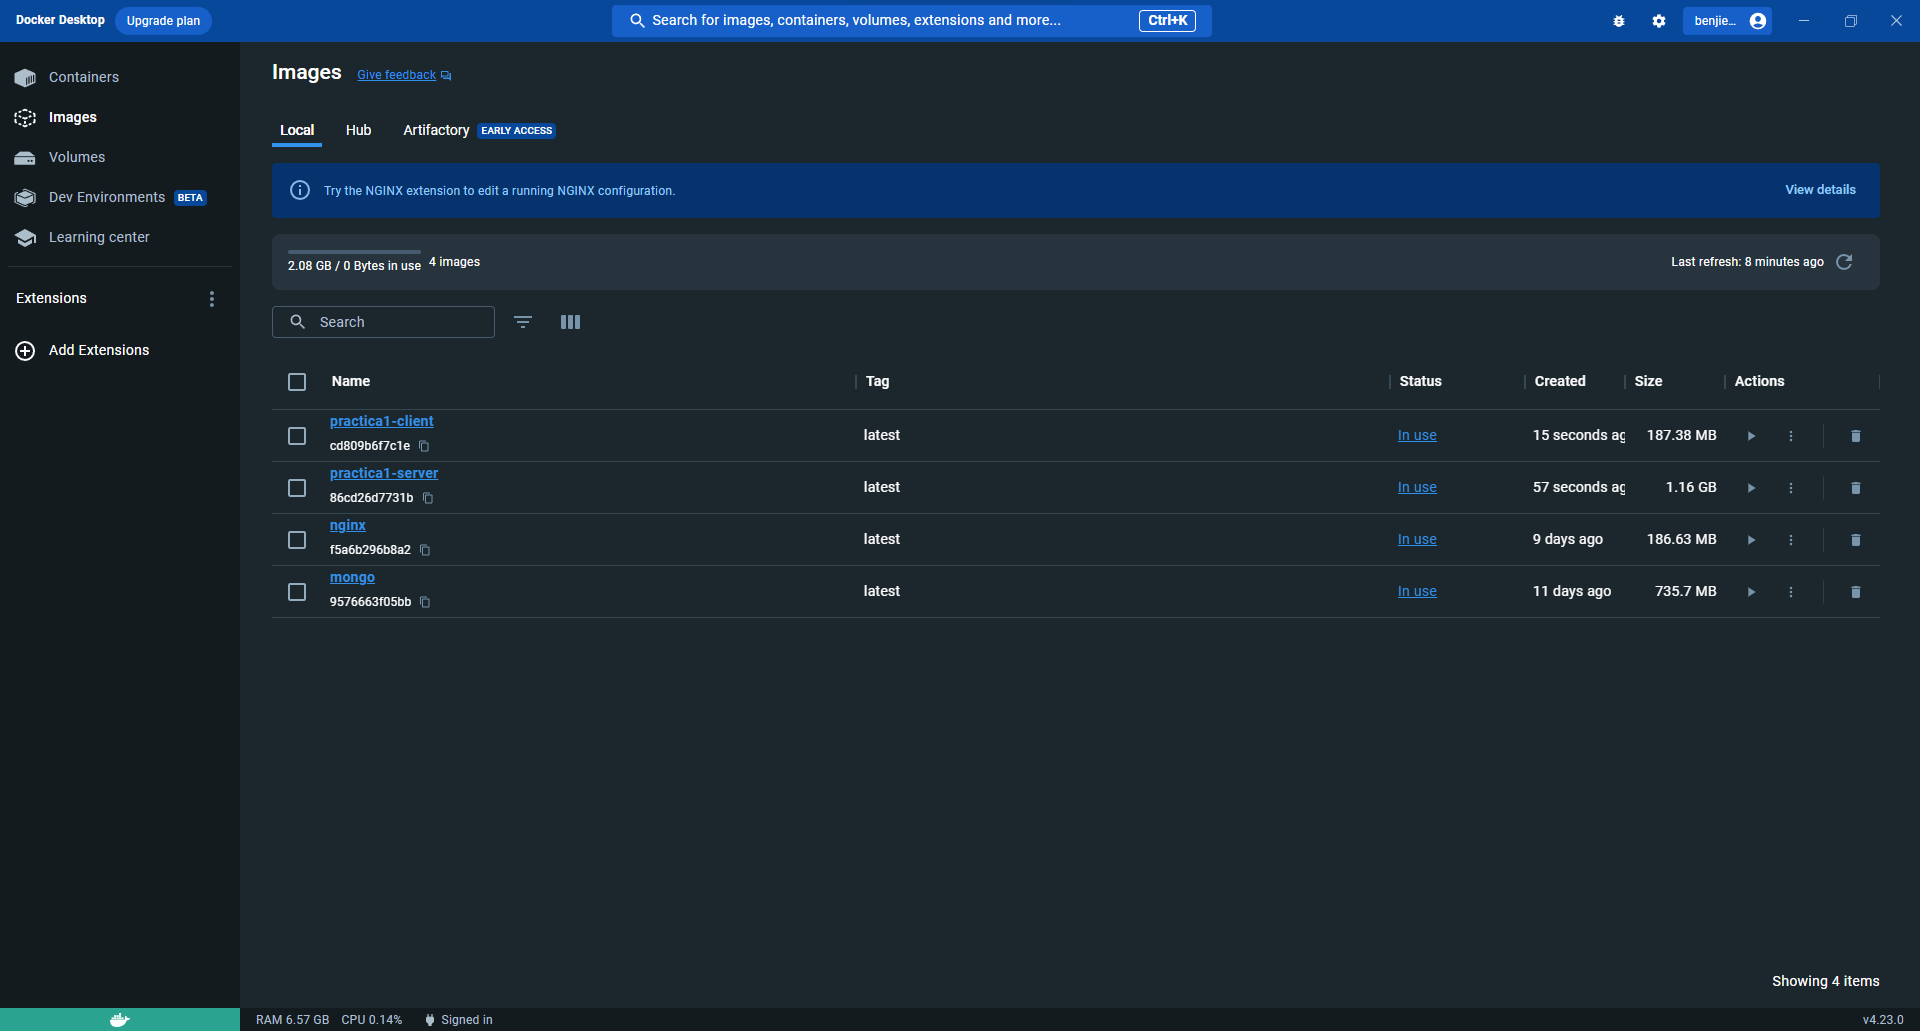 Docker Desktop
Upgrade plan
Search for images, containers, volumes, extensions and more...
Ctrl+K
benjie...
Containers
Images
Volumes
Dev Environments BETA
Learning center
Extensions
Add Extensions
Images
Give feedback
Local
Hub
Artifactory EARLY ACCESS
Try the NGINX extension to edit a running NGINX configuration.
View details
2.08 GB / 0 Bytes in use
4 images
Last refresh: 8 minutes ago
Search
Name Tag Status Created Size Actions
practica1-client
cd809b6f7c1e
latest In use 15 seconds ag 187.38 MB
practica1-server
86cd26d7731b
latest In use 57 seconds ag 1.16 GB
nginx
f5a6b296b8a2
latest In use 9 days ago 186.63 MB
mongo
9576663f05bb
latest In use 11 days ago 735.7 MB
Showing 4 items
RAM 6.57 GB CPU 0.14% Signed in
v4.23.0